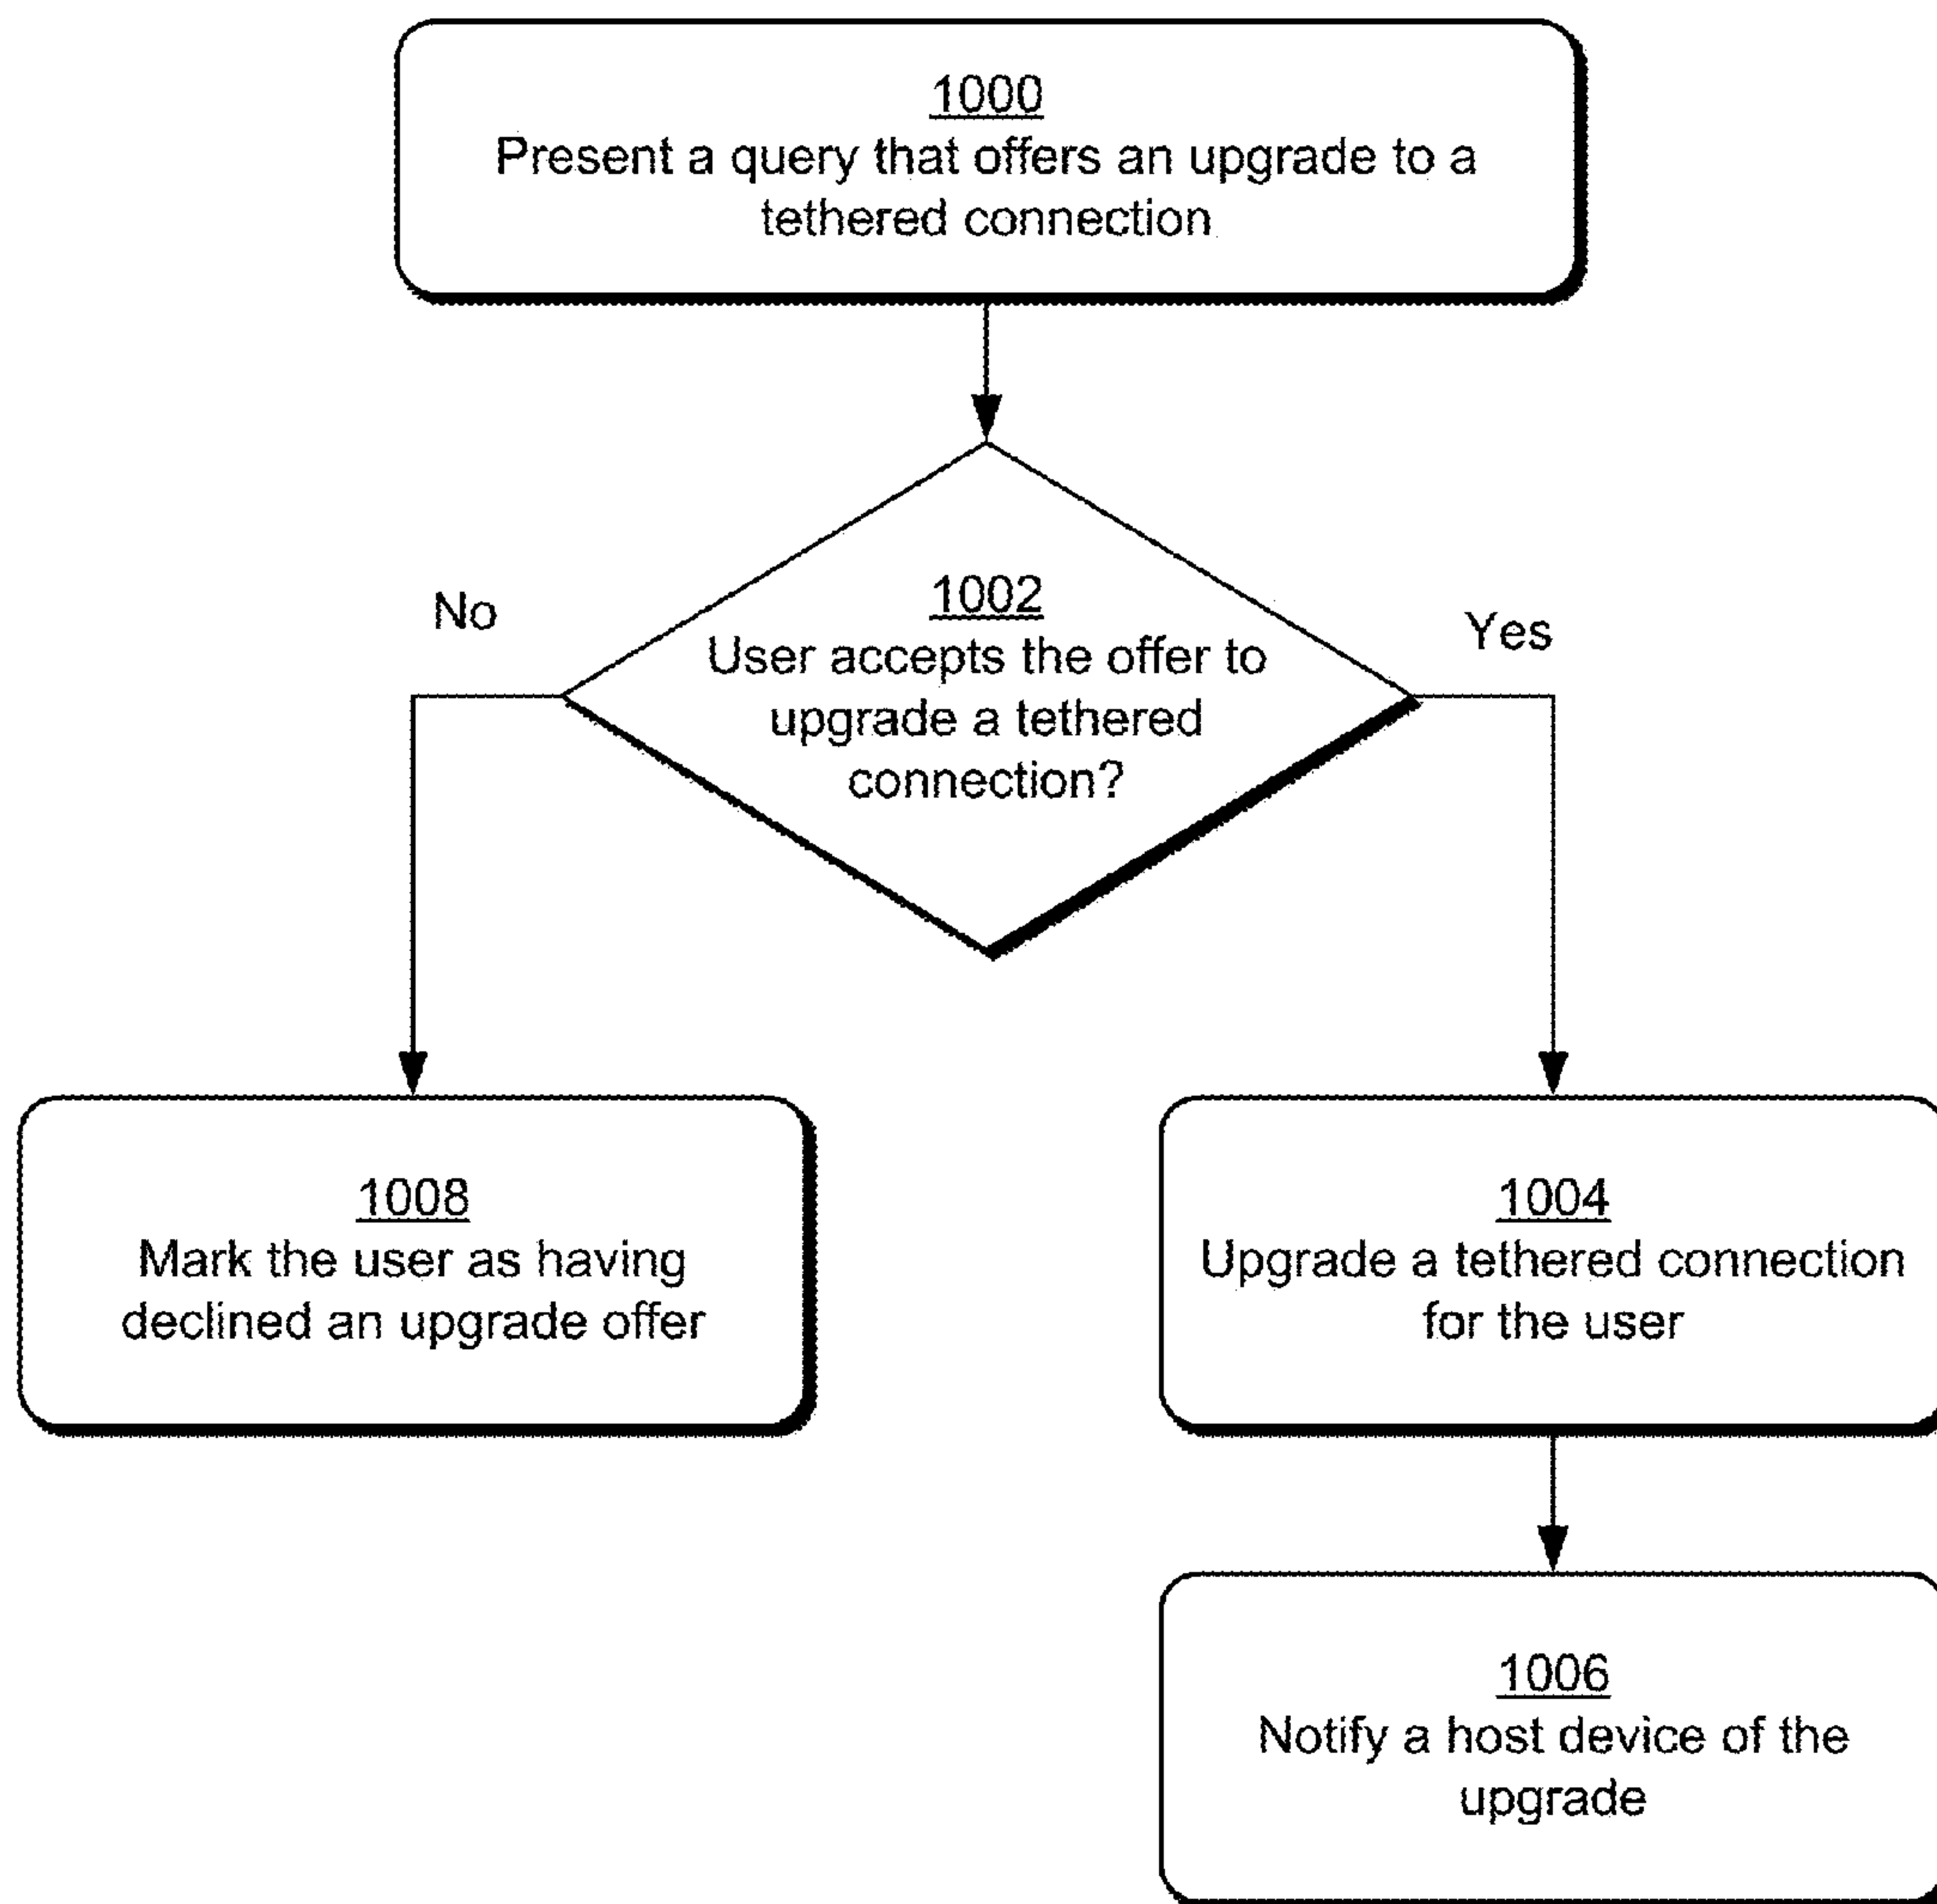 1000
Present a query that offers an upgrade to a
tethered connection
1002
User accepts the offer to
upgrade a tethered
connection?
No
Yes
1008
Mark the user as having
declined an upgrade offer
1004
Upgrade a tethered connection
for the user
1006
Notify a host device of the
upgrade